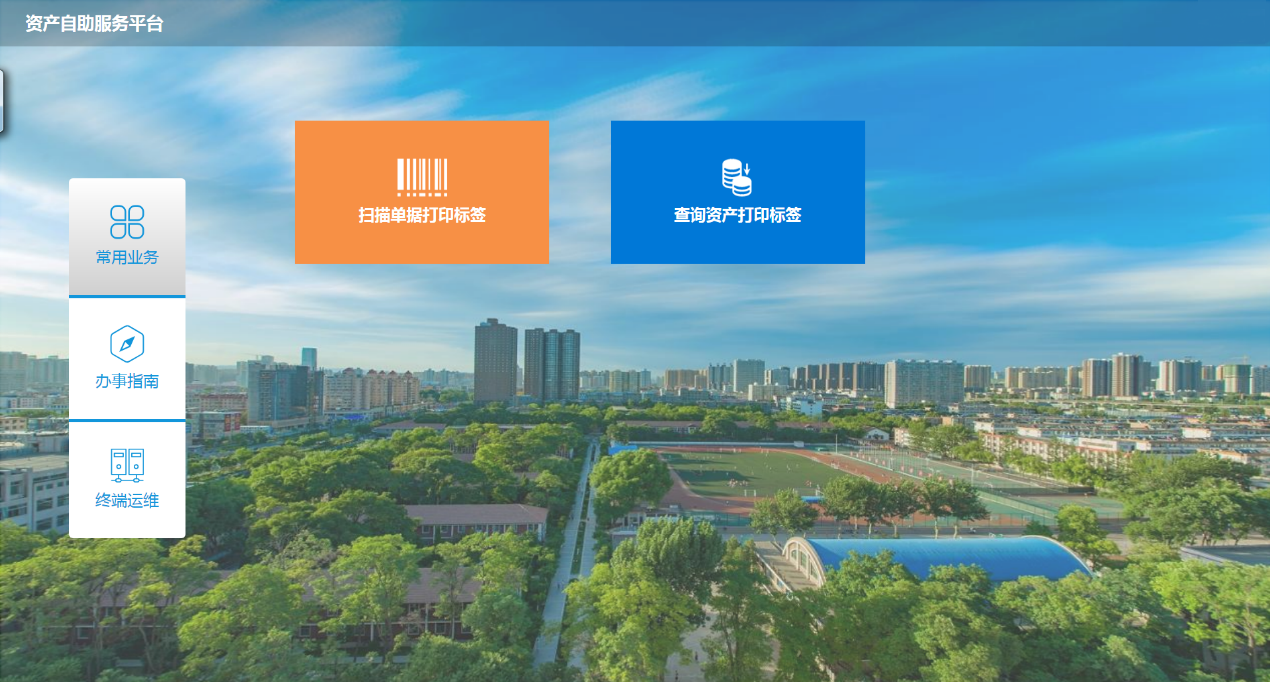 资产自助服务平台
扫描单据打印标签
查询资产打印标签
常用业务
办事指南
终端运维